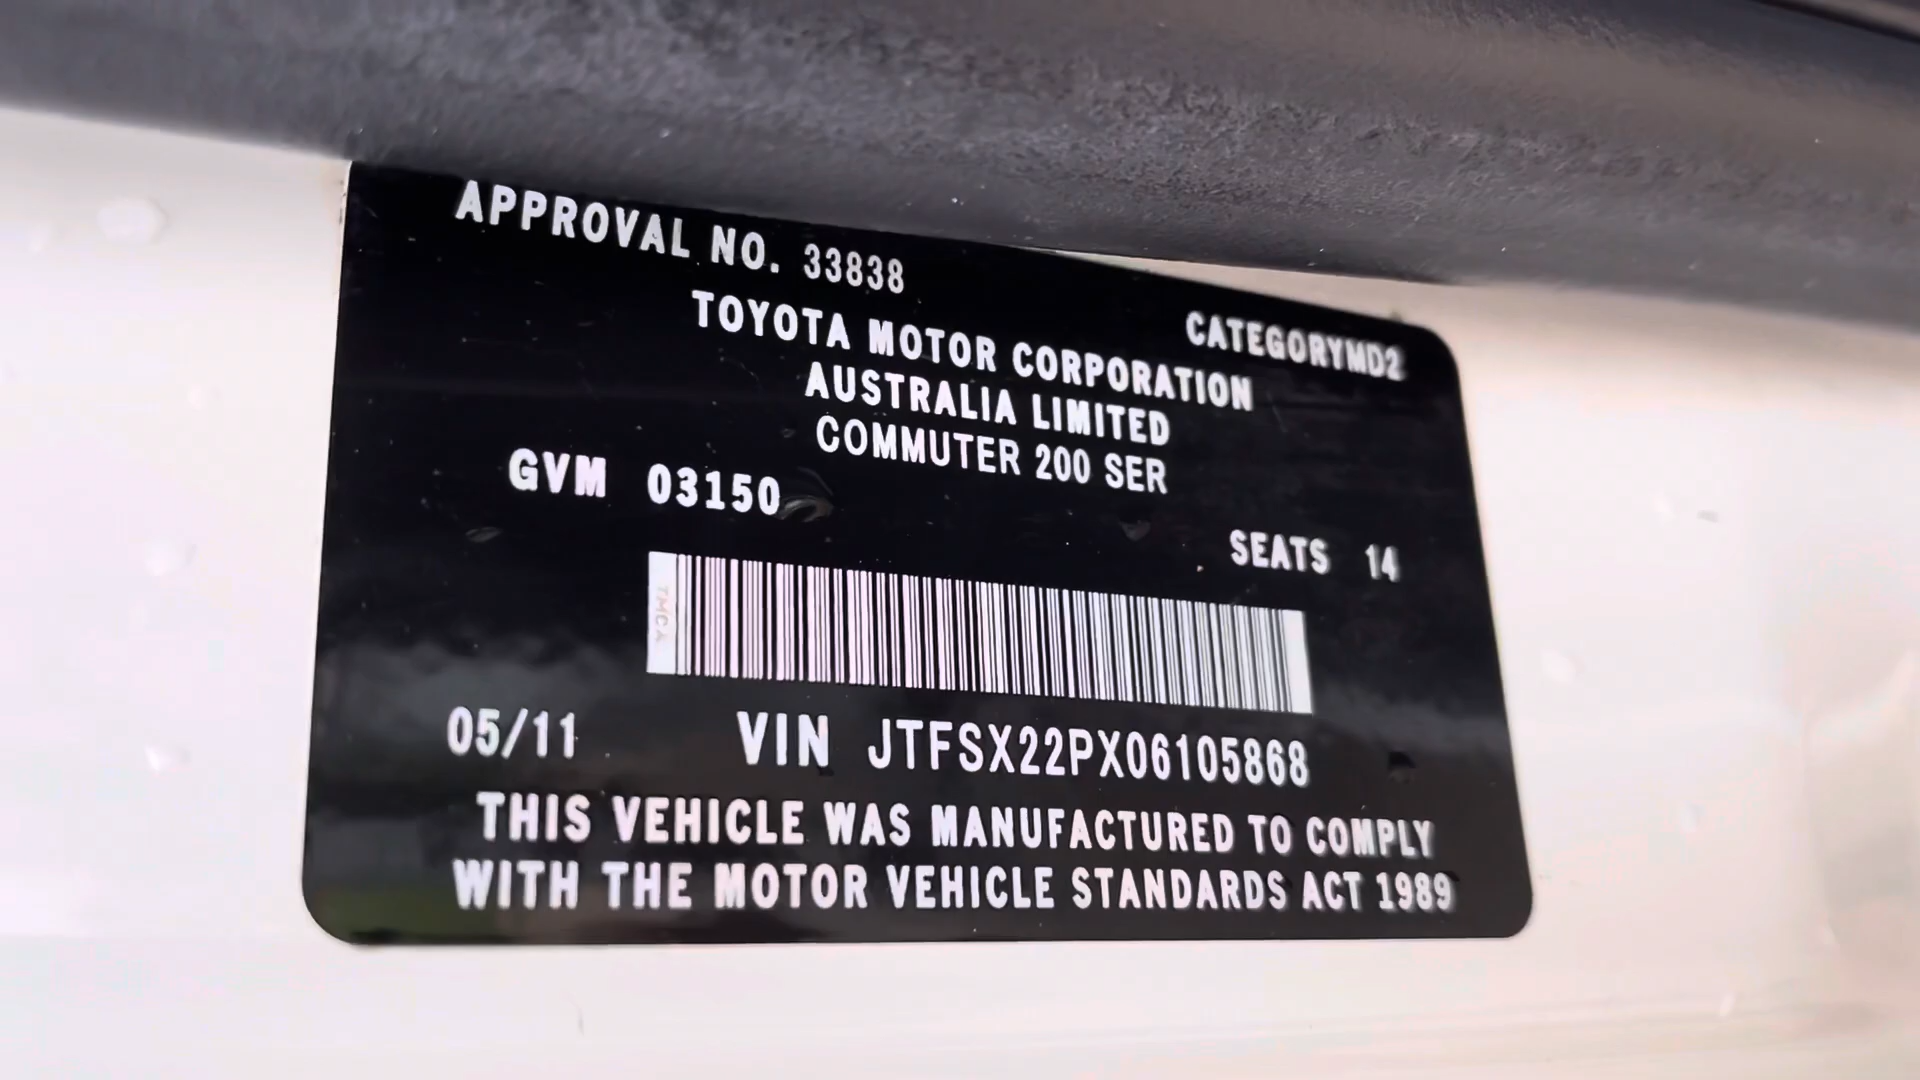 APPROVAL NO. 33838
CATEGORYMD2
TOYOTA MOTOR CORPORATION
AUSTRALIA LIMITED
COMMUTER 200 SER
GVM 03150
SEATS 14
TMCA
05/11 VIN JTFSX22PX06105868
THIS VEHICLE WAS MANUFACTURED TO COMPLY
WITH THE MOTOR VEHICLE STANDARDS ACT 1989